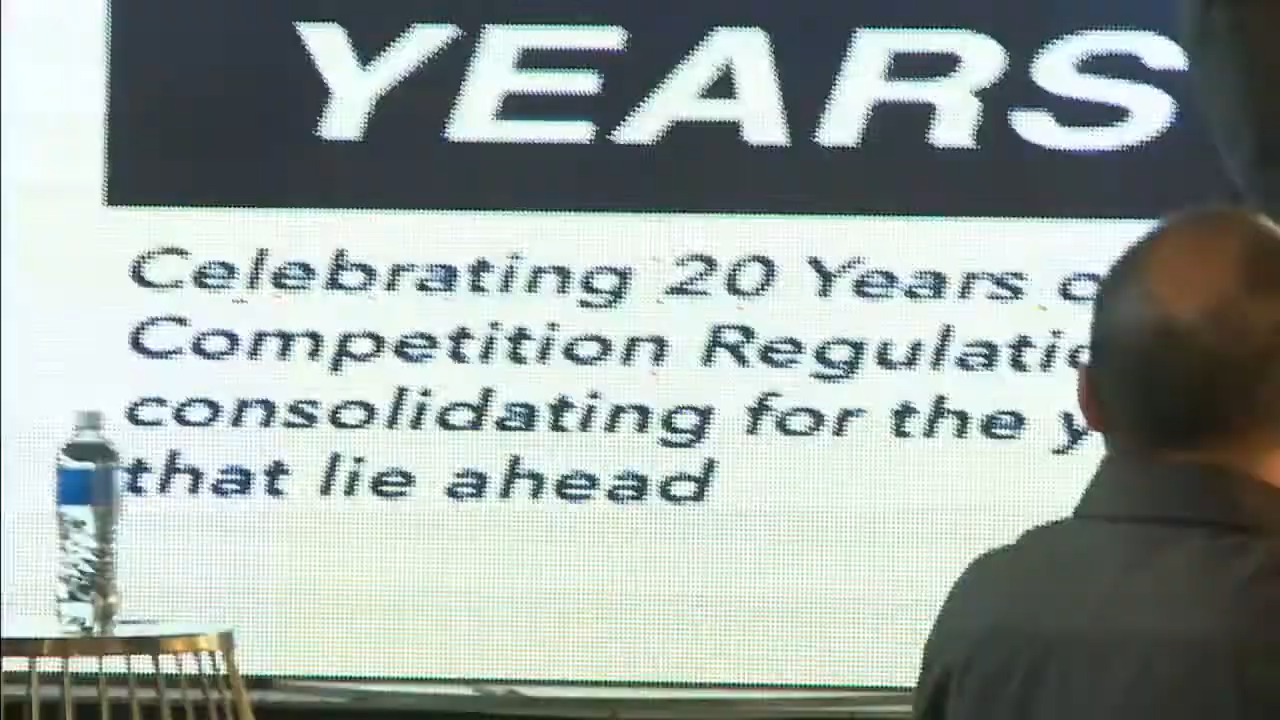 YEARS
Celebrating 20 Years
Competition
consolidating for the
that lie ahead